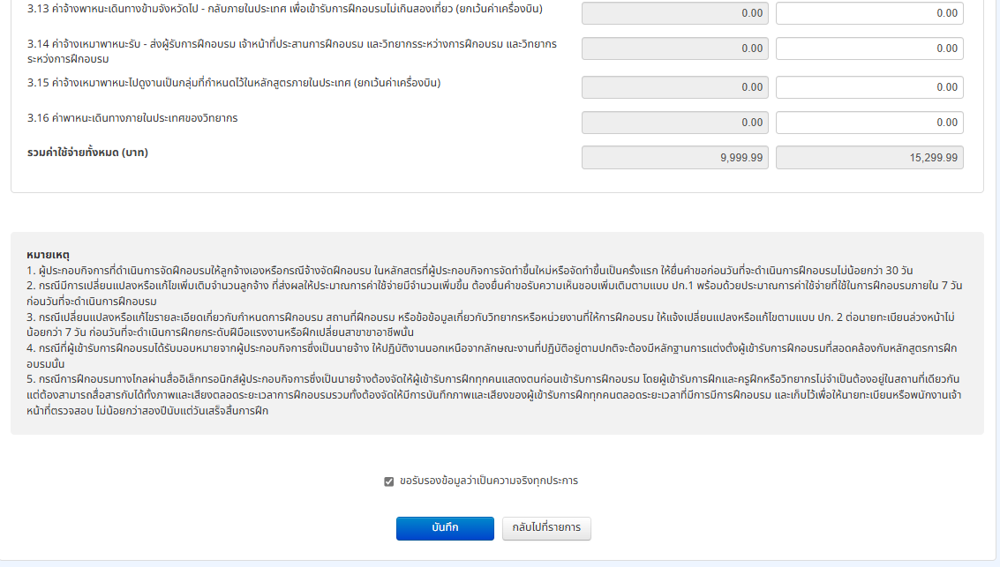 3.13 ค่าจ้างพาหนะเดินทางข้ามจังหวัดไป - กลับภายในประเทศ เพื่อเข้ารับการฝึกอบรมไม่เกินสองเที่ยว (ยกเว้นค่าเครื่องบิน) 0.00 0.00
3.14 ค่าจ้างเหมาพาหนะรับ - ส่งผู้รับการฝึกอบรม เจ้าหน้าที่ประสานการฝึกอบรม และวิทยากรระหว่างการฝึกอบรม และวิทยากร 0.00 0.00
ระหว่งการฝึกอบรม
3.15 ค่าจ้างเหมาพาหนะไปดูงานเป็นกลุ่มที่กำหนดไว้ในหลักสูตรภายในประเทศ (ยกเว้นค่าเครื่องบิน) 0.00 0.00
3.16 ค่าพาหนะเดินทางภายในประเทศของวิทยากร 0.00 0.00
รวมค่าใช้จ่ายทั้งหมด (บาท) 9,999.99 15,299.99
หมายเหตุ
1. ผู้ประกอบกิจการที่ดำเนินการจัดฝึกอบรมให้ลูกจ้างเองหรือกรณีจ้างจัดฝึกอบรบ ในหลักสตรที่ผู้ประกอบกิจการจัดทำขึ้นใหม่หรือจัดทำขึ้นเป็นครั้งแรก ให้ยื่นคำขอก่อนวันที่จะดำเนินการฝึกอบรมไม่น้อยกว่า 30 วัน
2. กรณีมีการเปลี่ยนแปลงหรือแก้ไขเพิ่มเติมจำนวนลูกจ้าง ที่ส่งผลให้ประมาณการค่าใช้จ่ายมีจำนวนเพิ่มขึ้น ต้องยื่นคำขอรับความเห็นชอบเพิ่มเติมตามแบบ ปก.1 พร้อมด้วยประมาณการค่าใช้จ่ายที่ใช้ในการฝึกอบรมภายใน 7 วัน
ก่อนวันที่จะดำเนินการฝึกอบรม
3. กรณีเปลี่ยนแปลงหรือแก้ไขรายละเอียดเกี่ยวกับกำหนดการฝึกอบรม สถานที่ฝึกอบรม หรือข้อข้อมูลเกี่ยวกับวิทยากรหรือหน่วยงานที่ให้การฝึกอบรม ให้แจ้งเปลี่ยนแปลงหรือแก้ไขตามแบบ ปก. 2 ต่อนายทะเบียนล่วงหน้าไม่
น้อยกว่า 7 วัน ก่อนวันที่จะดำเนินการฝึกยกระดับฝีมือแรงงานหรือฝึกเปลี่ยนสาขาขาอาชีพนั้น
4. กรณีที่ผู้เข้ารับการฝึกอบรมได้รับมอบหมายจากผู้ประกอบกิจการซึ่งเป็นนายจ้าง ให้ปฏิบัติงานนอกเหนือจากลักษณะงานที่ปฏิบัติอยู่ตามปกติจะต้องมีหลักฐานการแต่งตั้งผู้เข้ารับการฝึกอบรมที่สอดคล้องกับหลักสูตรการฝึก
อบรมนั้น
5. กรณีการฝึกอบรมทางไกลผ่านสื่ออิเล็กทรอนิกส์ผู้ประกอบกิจการซึ่งเป็นนายจ้างต้องจัดให้ผู้เข้ารับการฝึกทุกคนแสดงตนก่อนเข้ารับการฝึกอบรม โดยผู้เข้ารับการฝึกและครูฝึกหรือวิทยากรไม่จำเป็นต้องอยู่ในสถานที่เดียวกัน
แต่ต้องสามารถสื่อสารกับได้ทั้งภาพและเสียงตลอดระยะเวลาการฝึกอบรมรวมทั้งต้องจัดให้มีการบันทึกภาพและเสียงของผู้เข้ารับการฝึกทุกคนตลอดระยะเวลาที่มีการมีการฝึกอบรม และเก็บไว้เพื่อให้นายทะเบียนหรือพนักงานเจ้า
หน้าที่ตรวจสอบ ไม่น้อยกว่าสองปีนับแต่วันเสร็จสิ้นการฝึก
ขอรับรองข้อมูลว่าเป็นความจริงทุกประการ
บันทึก กลับไปที่รายการ